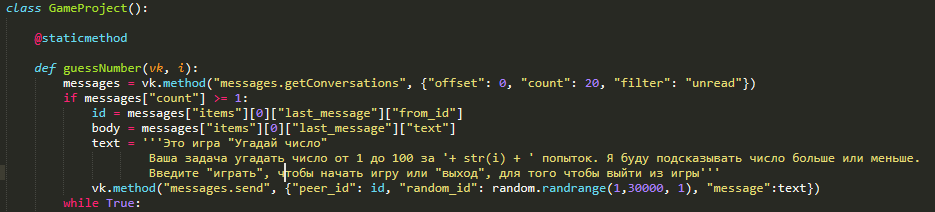 class GameProject():
@staticmethod
def guessNumber(vk, i):
messages = vk.method("messages.getConversations", {"offset": 0, "count": 20, "filter": "unread"})
if messages["count"] >= 1:
id = messages["items"][0]["last_message"]["from_id"]
body = messages["items"][0]["last_message"]["text"]
text = '''Это игра "Угадай число"
Ваша задача угадать число от 1 до 100 за '+ str(i) + ' попыток. Я буду подсказывать число больше или меньше.
Введите "играть", чтобы начать игру или "выход", для того чтобы выйти из игры'''
vk.method("messages.send", {"peer_id": id, "random_id": random.randrange(1,30000, 1), "message":text})
while True: